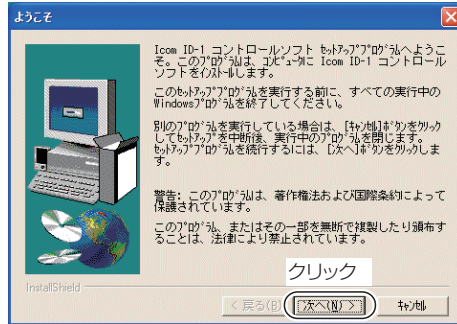 ようこそ
Icom ID-1 コントロールソフト ｾｯﾄｱｯﾌﾟﾌﾟﾛｸﾞﾗﾑへようこ
そ。このﾌﾟﾛｸﾞﾗﾑは、ｺﾝﾋﾟｭｰﾀに Icom ID-1 コントロール
ソフトをｲﾝｽﾄｰﾙします。
このｾｯﾄｱｯﾌﾟﾌﾟﾛｸﾞﾗﾑを実行する前に、すべての実行中の
Windowsﾌﾟﾛｸﾞﾗﾑを終了してください。
別のﾌﾟﾛｸﾞﾗﾑを実行している場合は、[ｷｬﾝｾﾙ]ﾎﾞﾀﾝをｸﾘｯｸ
してｾｯﾄｱｯﾌﾟを中断後、実行中のﾌﾟﾛｸﾞﾗﾑを閉じます。
ｾｯﾄｱｯﾌﾟﾌﾟﾛｸﾞﾗﾑを続行するには、[次へ]ﾎﾞﾀﾝをｸﾘｯｸしま
す。
警告: このﾌﾟﾛｸﾞﾗﾑは、著作権法および国際条約によって
保護されています。
このﾌﾟﾛｸﾞﾗﾑ、またはその一部を無断で複製したり頒布す
ることは、法律により禁止されています。
クリック
InstallShield
< 戻る(B) 次へ(N) > ｷｬﾝｾﾙ